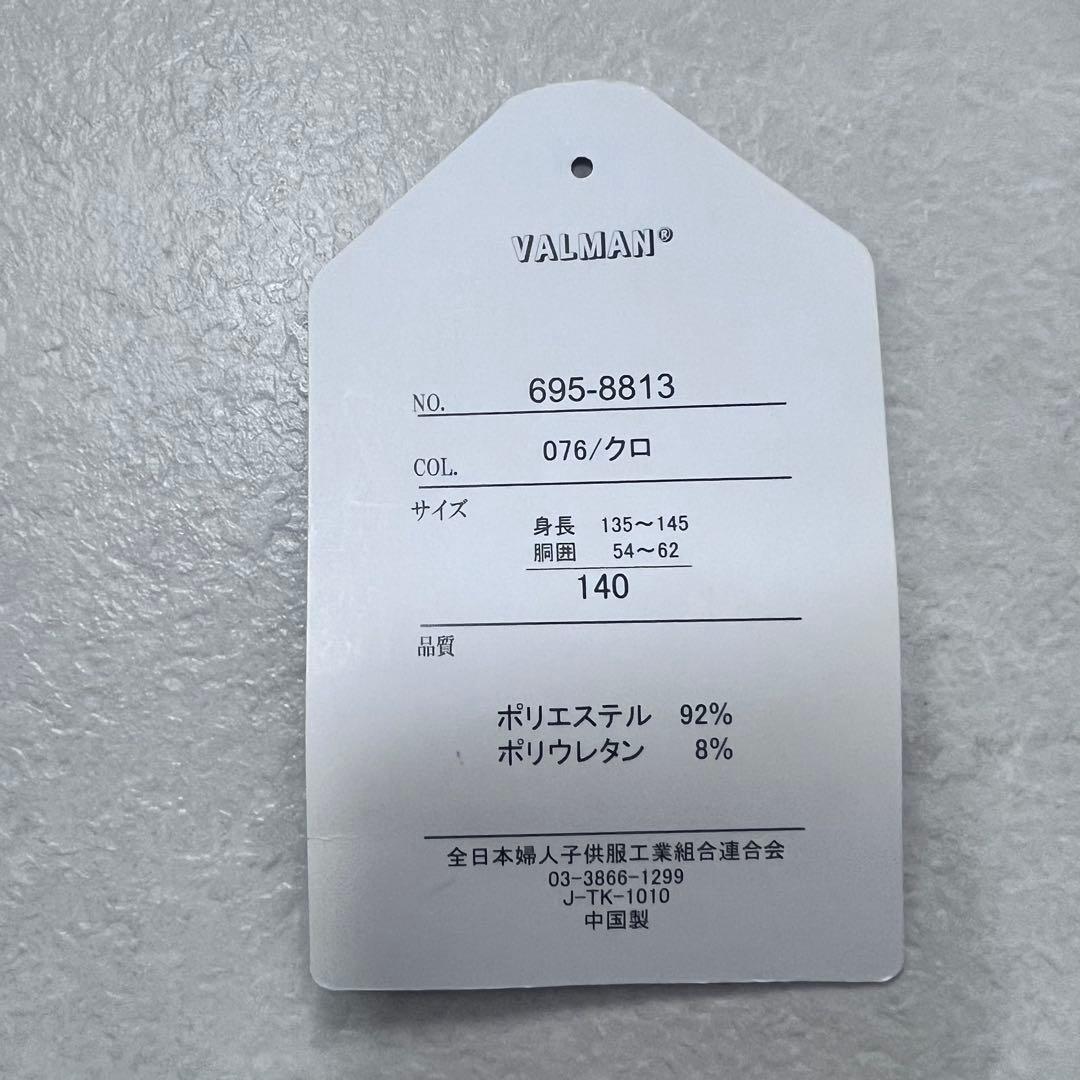 VALMAN®
NO. 695-8813
COL. 076/クロ
サイズ
身長 135～145
胴囲 54～62
140
品質
ポリエステル 92%
ポリウレタン 8%
全日本婦人子供服工業組合連合会
03-3866-1299
J-TK-1010
中国製